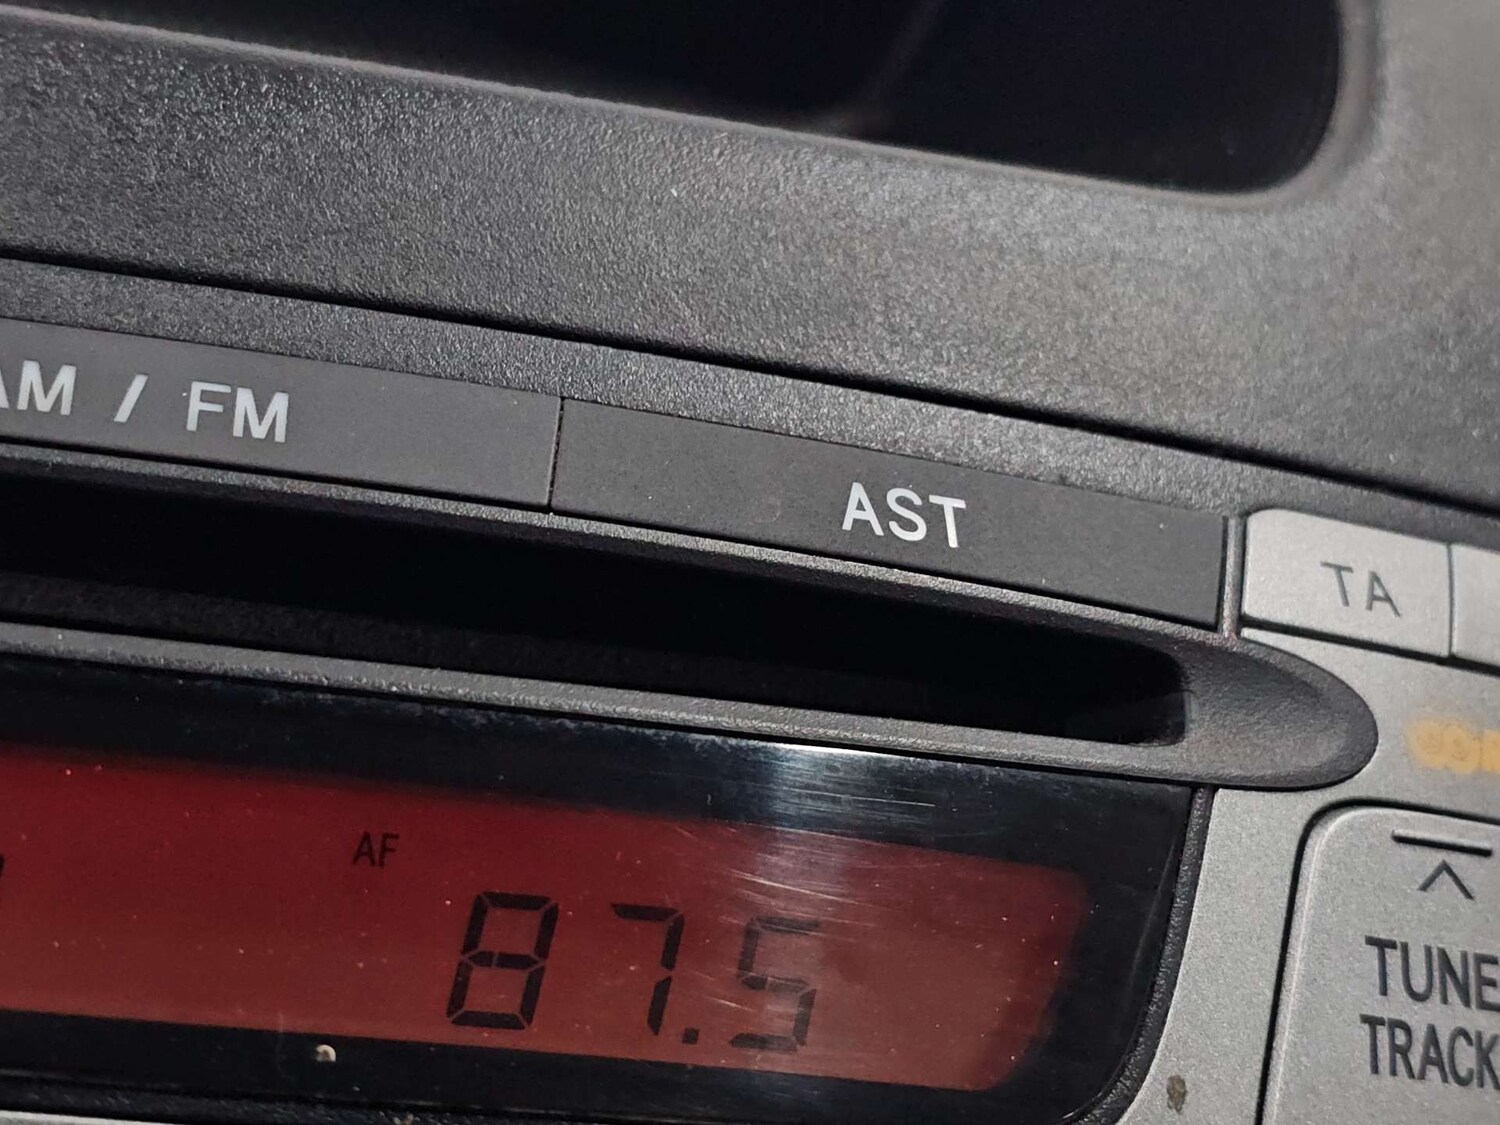 AM / FM
AST
TA
AF
87.5
TUNE
TRACK